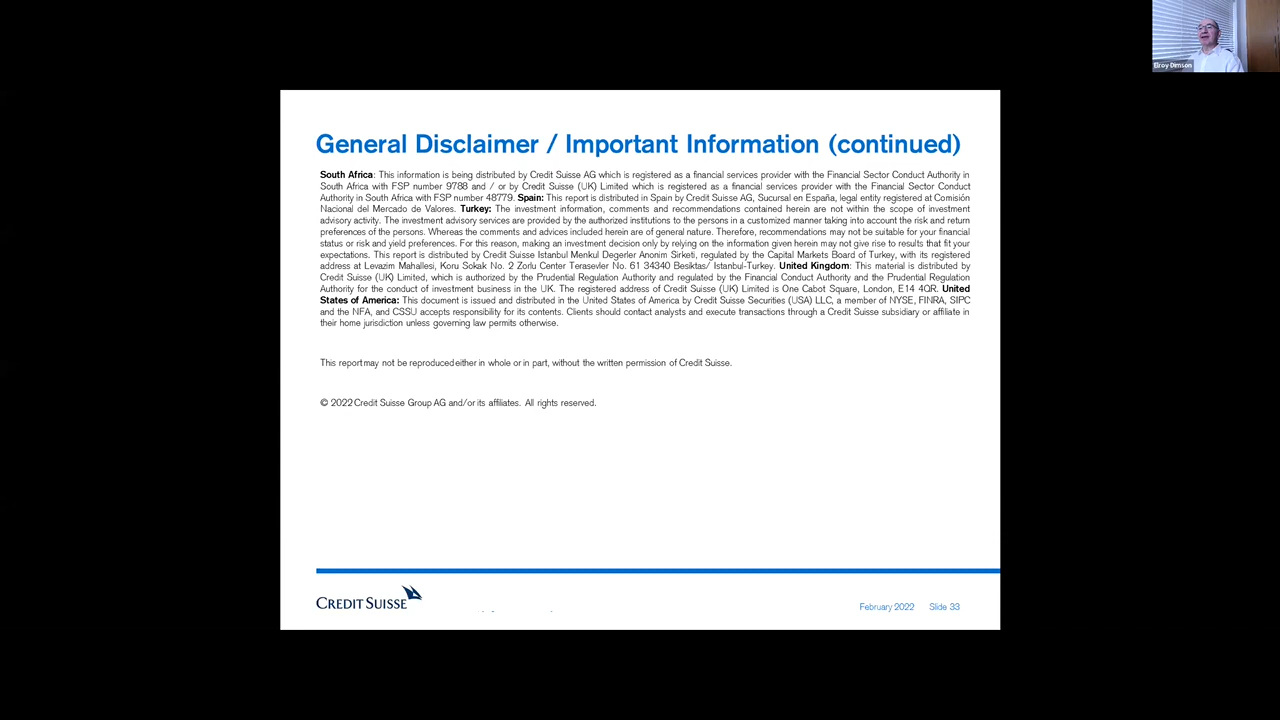 Elroy Dimson
General Disclaimer / Important Information (continued)
South Africa: This information is being distributed by Credit Suisse AG which is registered as a financial services provider with the Financial Sector Conduct Authority in
South Africa with FSP number 9788 and / or by Credit Suisse (UK) Limited which is registered as a financial services provider with the Financial Sector Conduct
Authority in South Africa with FSP number 48779. Spain: This report is distributed in Spain by Credit Suisse AG, Sucursal en España, legal entity registered at Comisión
Nacional del Mercado de Valores. Turkey: The investment information, comments and recommendations contained herein are not within the scope of investment
advisory activity. The investment advisory services are provided by the authorized institutions to the persons in a customized manner taking into account the risk and return
preferences of the persons. Whereas the comments and advices included herein are of general nature. Therefore, recommendations may not be suitable for your financial
status or risk and yield preferences. For this reason, making an investment decision only by relying on the information given herein may not give rise to results that fit your
expectations. This report is distributed by Credit Suisse Istanbul Menkul Degerler Anonim Sirketi, regulated by the Capital Markets Board of Turkey, with its registered
address at Levazim Mahallesi, Koru Sokak No. 2 Zorlu Center Terasevler No. 61 34340 Besiktas/ Istanbul-Turkey. United Kingdom: This material is distributed by
Credit Suisse (UK) Limited, which is authorized by the Prudential Regulation Authority and regulated by the Financial Conduct Authority and the Prudential Regulation
Authority for the conduct of investment business in the UK. The registered address of Credit Suisse (UK) Limited is One Cabot Square, London, E14 4QR. United
States of America: This document is issued and distributed in the United States of America by Credit Suisse Securities (USA) LLC, a member of NYSE, FINRA, SIPC
and the NFA, and CSSU accepts responsibility for its contents. Clients should contact analysts and execute transactions through a Credit Suisse subsidiary or affiliate in
their home jurisdiction unless governing law permits otherwise.
This report may not be reproduced either in whole or in part, without the written permission of Credit Suisse.
© 2022 Credit Suisse Group AG and/or its affiliates. All rights reserved.
CREDIT SUISSE
February 2022 Slide 33